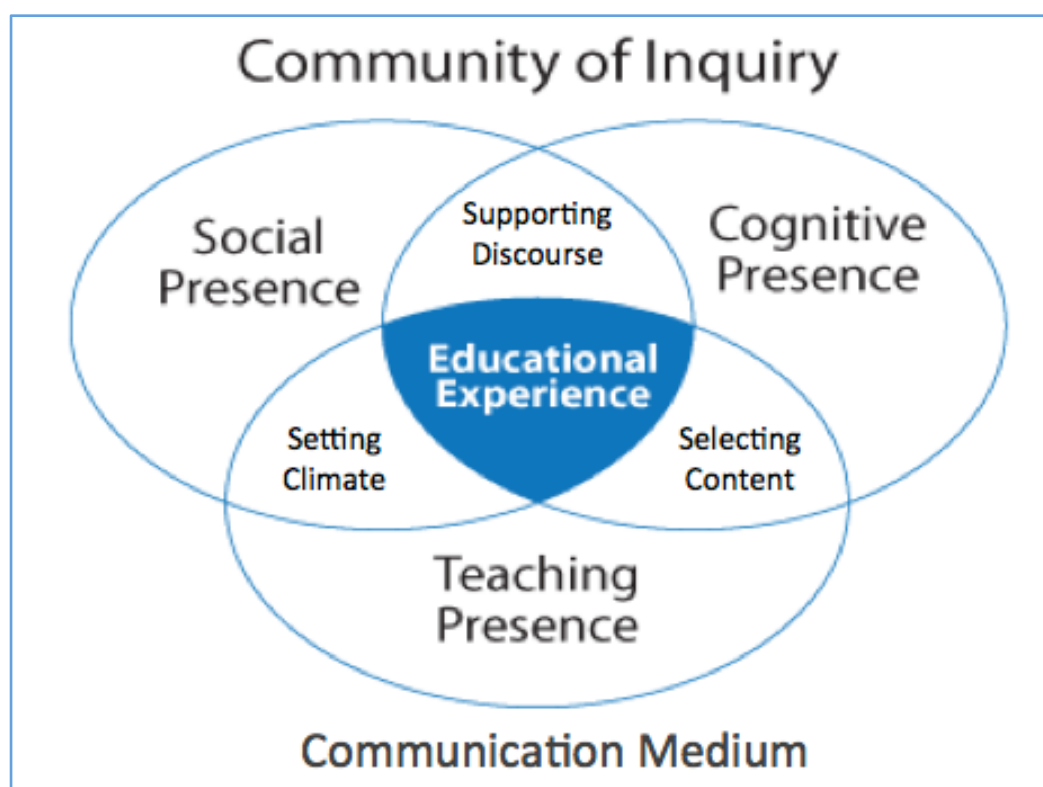 Community of Inquiry
Social
Presence
Supporting
Discourse
Cognitive
Presence
Educational
Experience
Setting
Climate
Selecting
Content
Teaching
Presence
Communication Medium